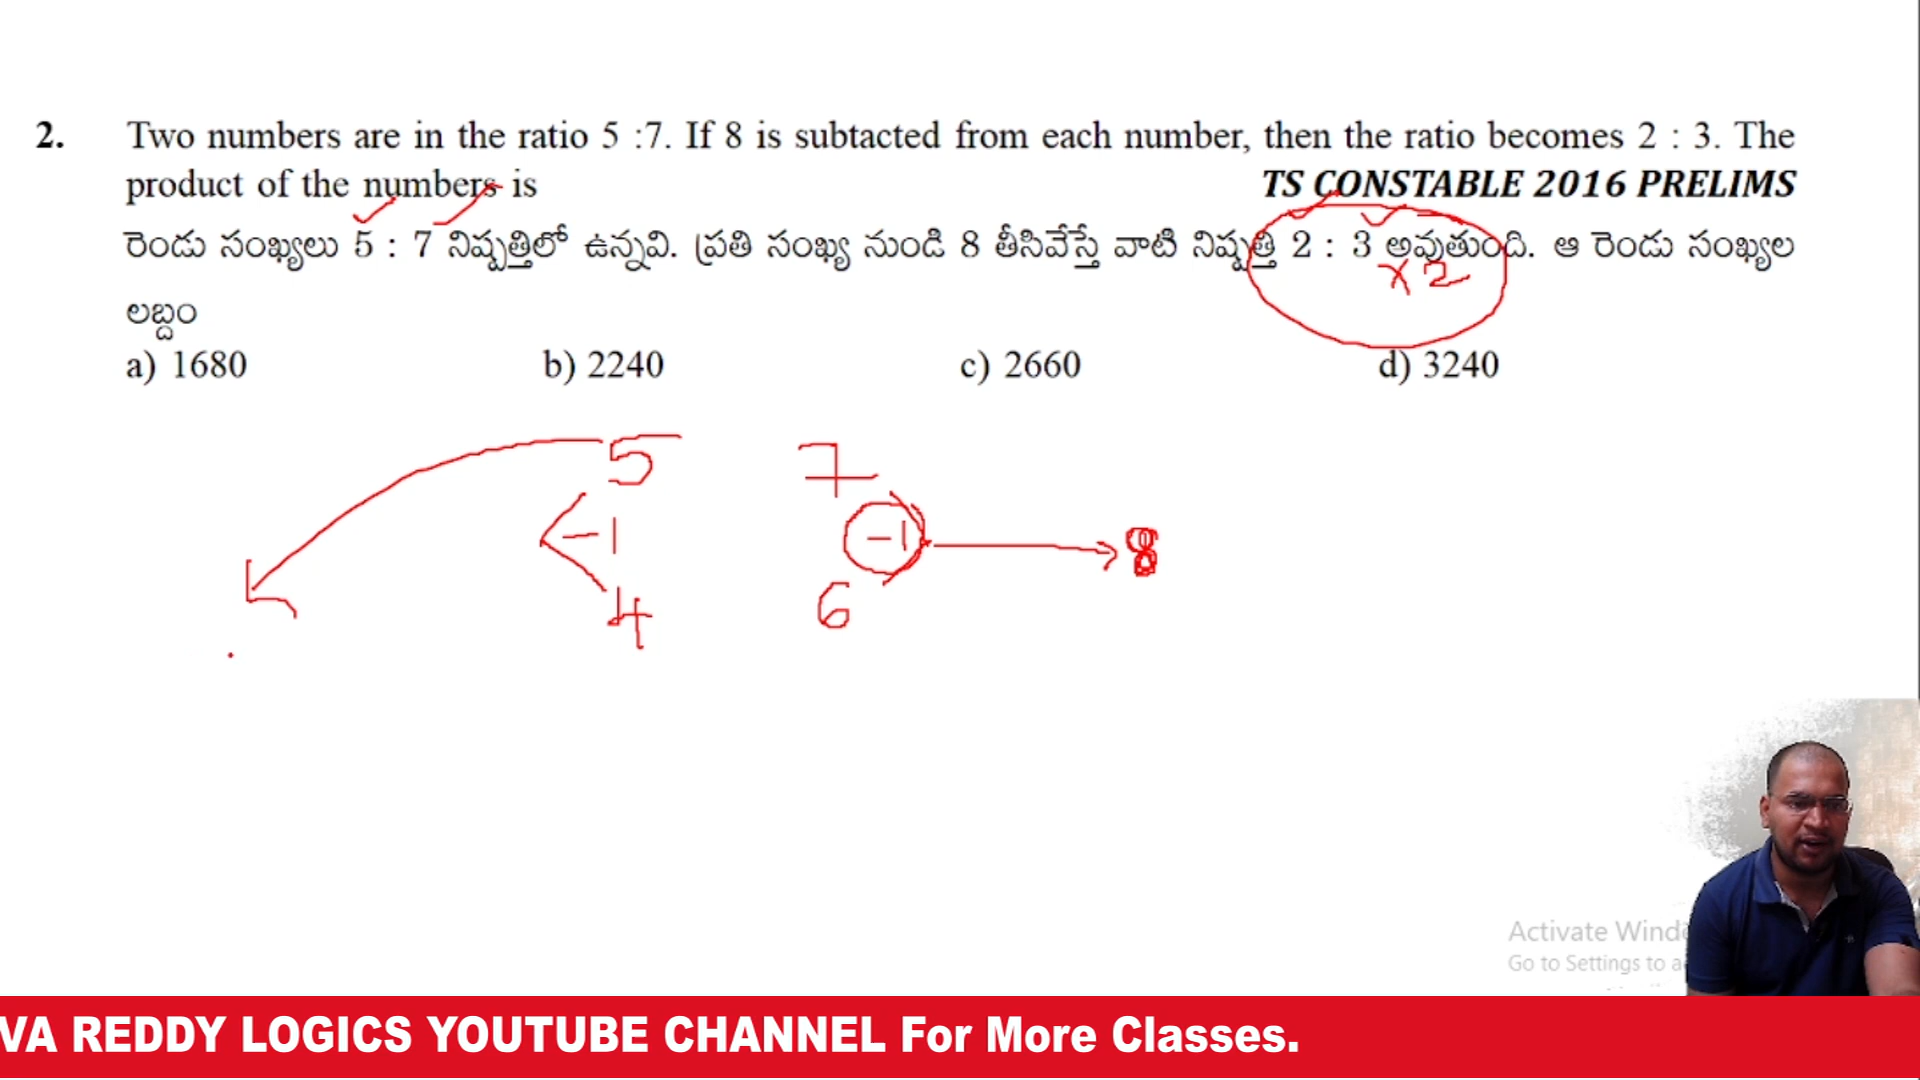 2. Two numbers are in the ratio 5 :7. If 8 is subtacted from each number, then the ratio becomes 2 : 3. The
product of the numbers is TS CONSTABLE 2016 PRELIMS
రెండు సంఖ్యలు 5 : 7 నిష్పత్తిలో ఉన్నవి. ప్రతి సంఖ్య నుండి 8 తీసివేస్తే వాటి నిష్పత్తి 2 : 3 అవుతుంది. ఆ రెండు సంఖ్యల
×2
లబ్దం
a) 1680 b) 2240 c) 2660 d) 3240
5 7
-1 -1 8
4 6
Activate Wind
Go to Settings to a
VA REDDY LOGICS YOUTUBE CHANNEL For More Classes.